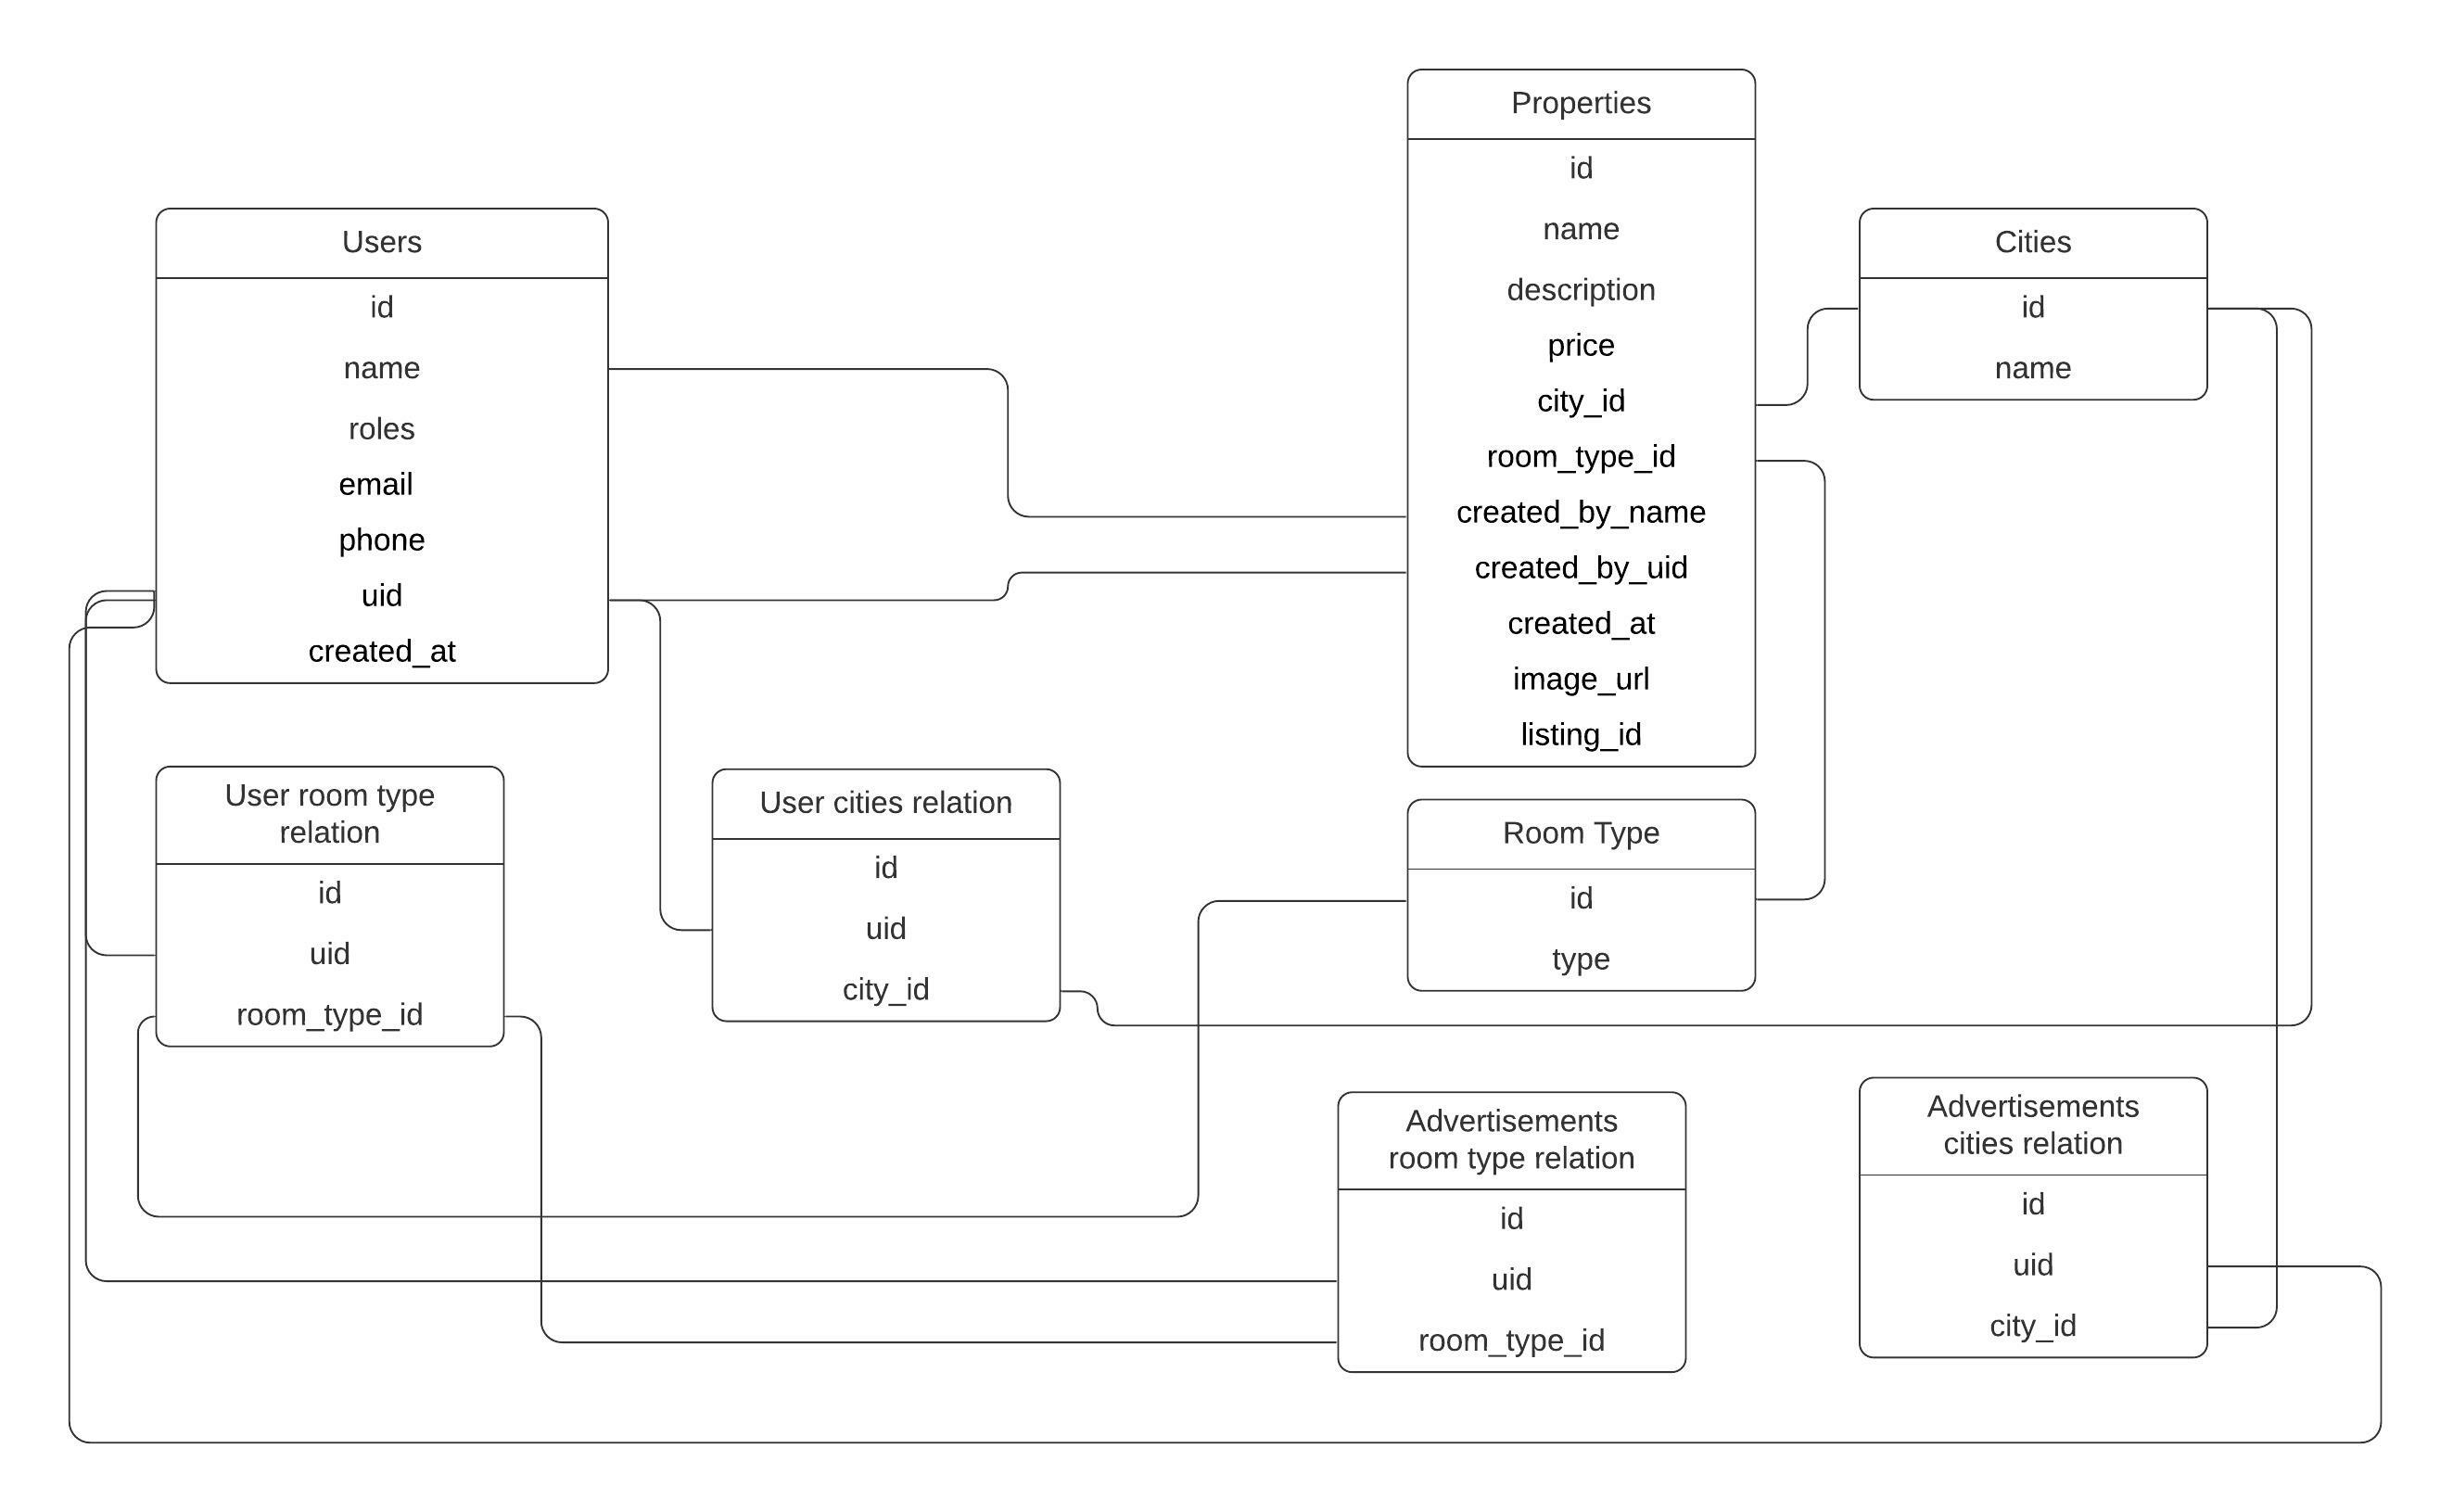 Properties
id
name
description
price
city_id
room_type_id
created_by_name
created_by_uid
created_at
image_url
listing_id
Users
id
name
roles
email
phone
uid
created_at
Cities
id
name
User room type
relation
id
uid
room_type_id
User cities relation
id
uid
city_id
Room Type
id
type
Advertisements
room type relation
id
uid
room_type_id
Advertisements
cities relation
id
uid
city_id